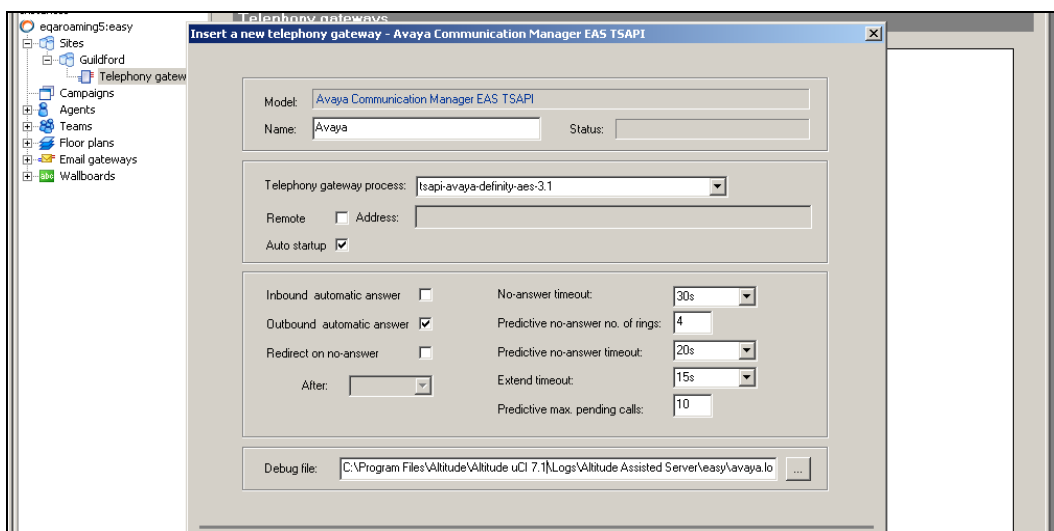 Telephony gateways
eqaroaming5:easy
Sites
Guildford
Telephony gatew
Campaigns
Agents
Teams
Floor plans
Email gateways
abc Wallboards
Insert a new telephony gateway - Avaya Communication Manager EAS TSAPI
Model: Avaya Communication Manager EAS TSAPI
Name: Avaya Status:
Telephony gateway process: tsapi-avaya-definity-aes-3.1
Remote Address:
Auto startup
Inbound automatic answer No-answer timeout: 30s
Outbound automatic answer Predictive no-answer no. of rings: 4
Redirect on no-answer Predictive no-answer timeout: 20s
After: Extend timeout: 15s
Predictive max. pending calls: 10
Debug file: C:\Program Files\Altitude\Altitude uCI 7.1\Logs\Altitude Assisted Server\easy\avaya.lo ...